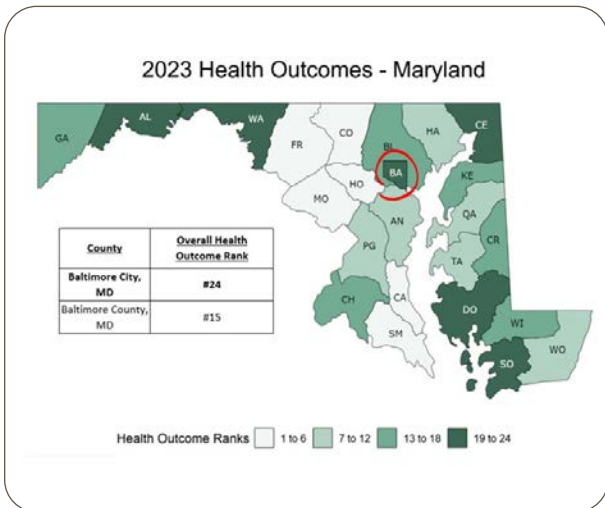 2023 Health Outcomes - Maryland
GA
AL
WA
FR
CO
BL
HA
CE
BA
HO
KE
MO
AN
QA
PG
TA
CR
CA
CH
DO
SM
WI
WO
SO
County
Overall Health
Outcome Rank
Baltimore City,
MD
#24
Baltimore County,
MD
#15
Health Outcome Ranks
1 to 6
7 to 12
13 to 18
19 to 24